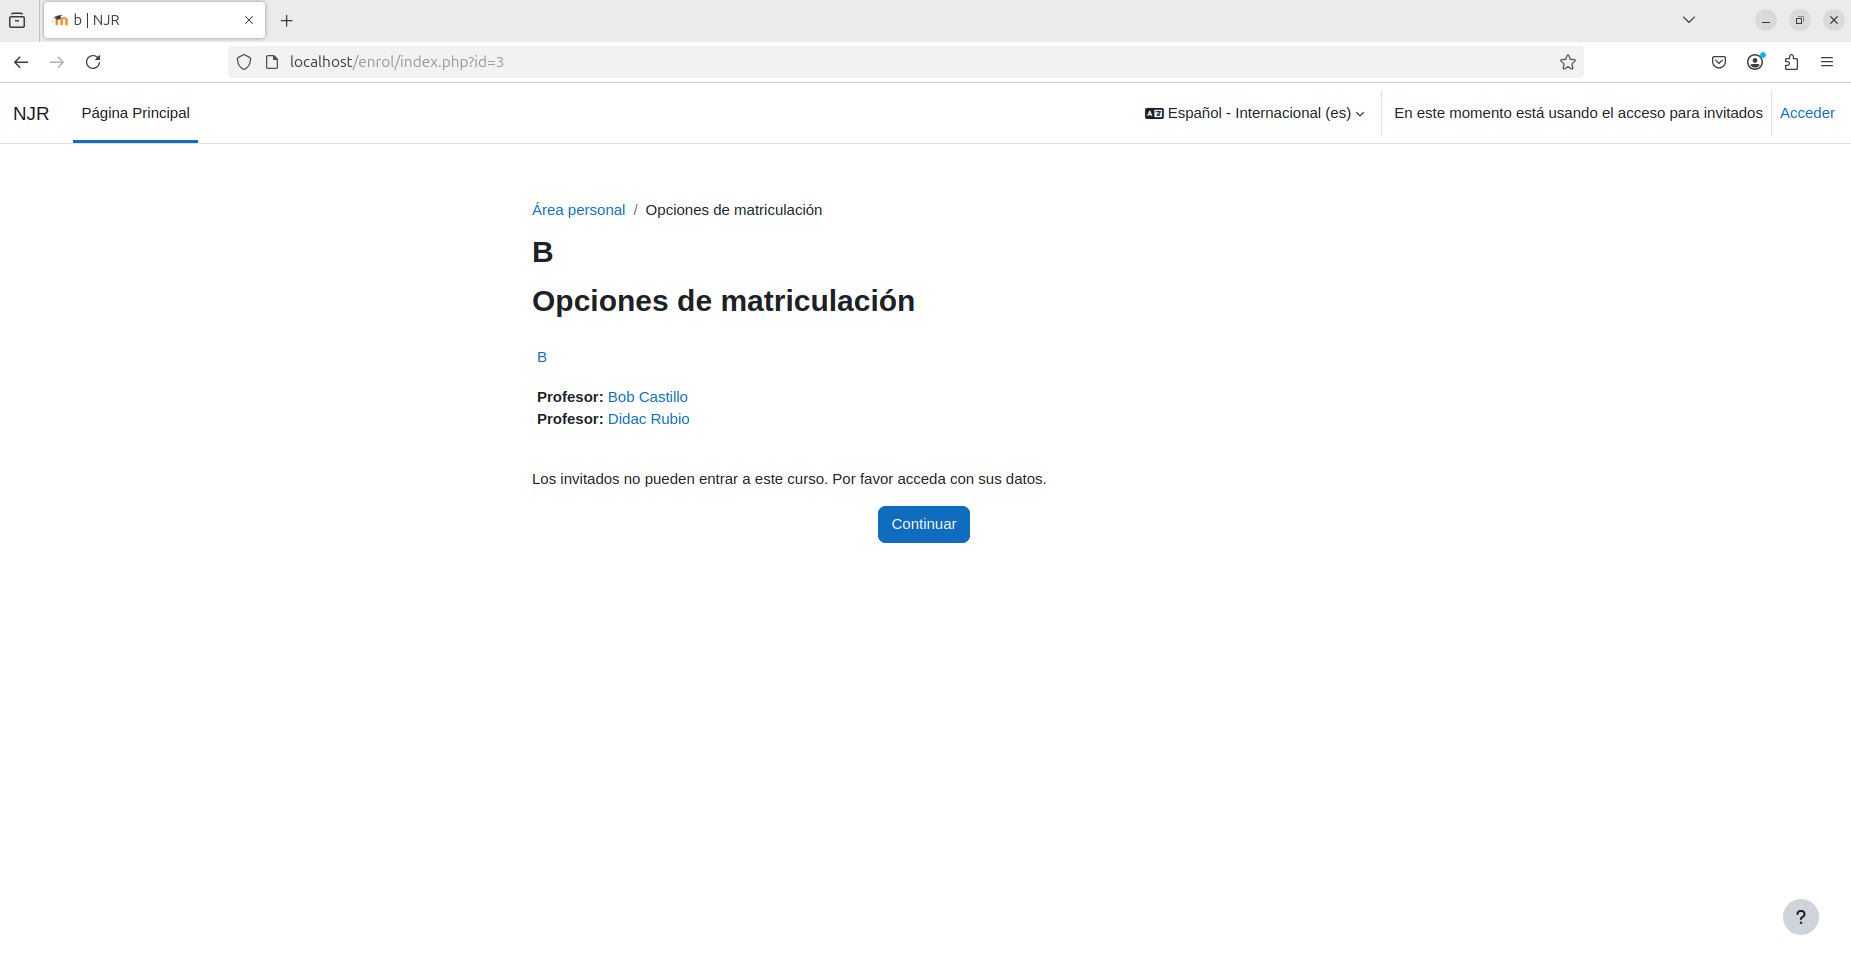 b | NJR
localhost/enrol/index.php?id=3
NJR
Página Principal
Español - Internacional (es)
En este momento está usando el acceso para invitados
Acceder
Área personal / Opciones de matriculación
B
Opciones de matriculación
B
Profesor: Bob Castillo
Profesor: Didac Rubio
Los invitados no pueden entrar a este curso. Por favor acceda con sus datos.
Continuar
?